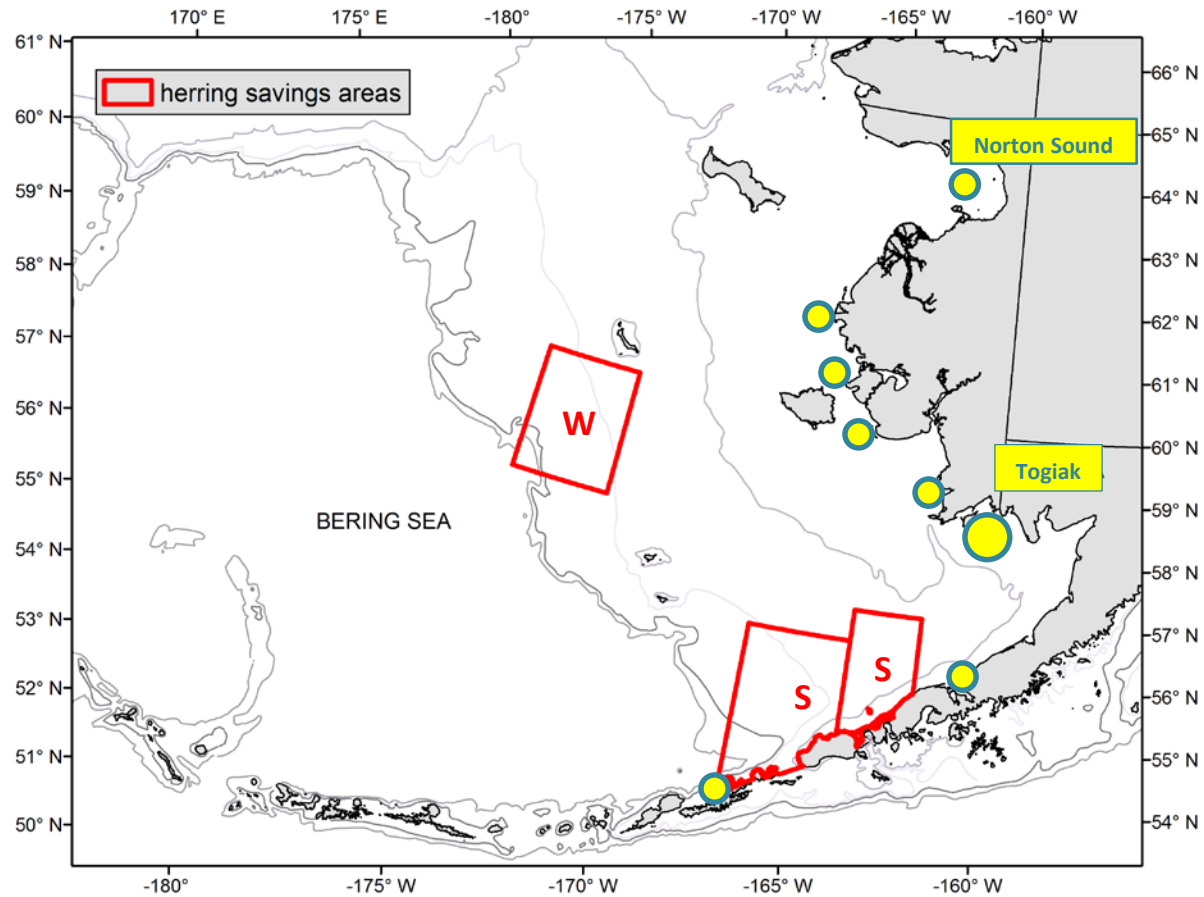 170° E 175° E -180° -175° W -170° W -165° W -160° W
61° N
herring savings areas
66° N
60° N
65° N
Norton Sound
59° N
64° N
58° N
63° N
57° N
62° N
61° N
56° N
W
60° N
55° N
Togiak
BERING SEA
59° N
54° N
58° N
53° N
57° N
S
S
52° N
56° N
51° N
55° N
50° N
54° N
-180° -175° W -170° W -165° W -160° W